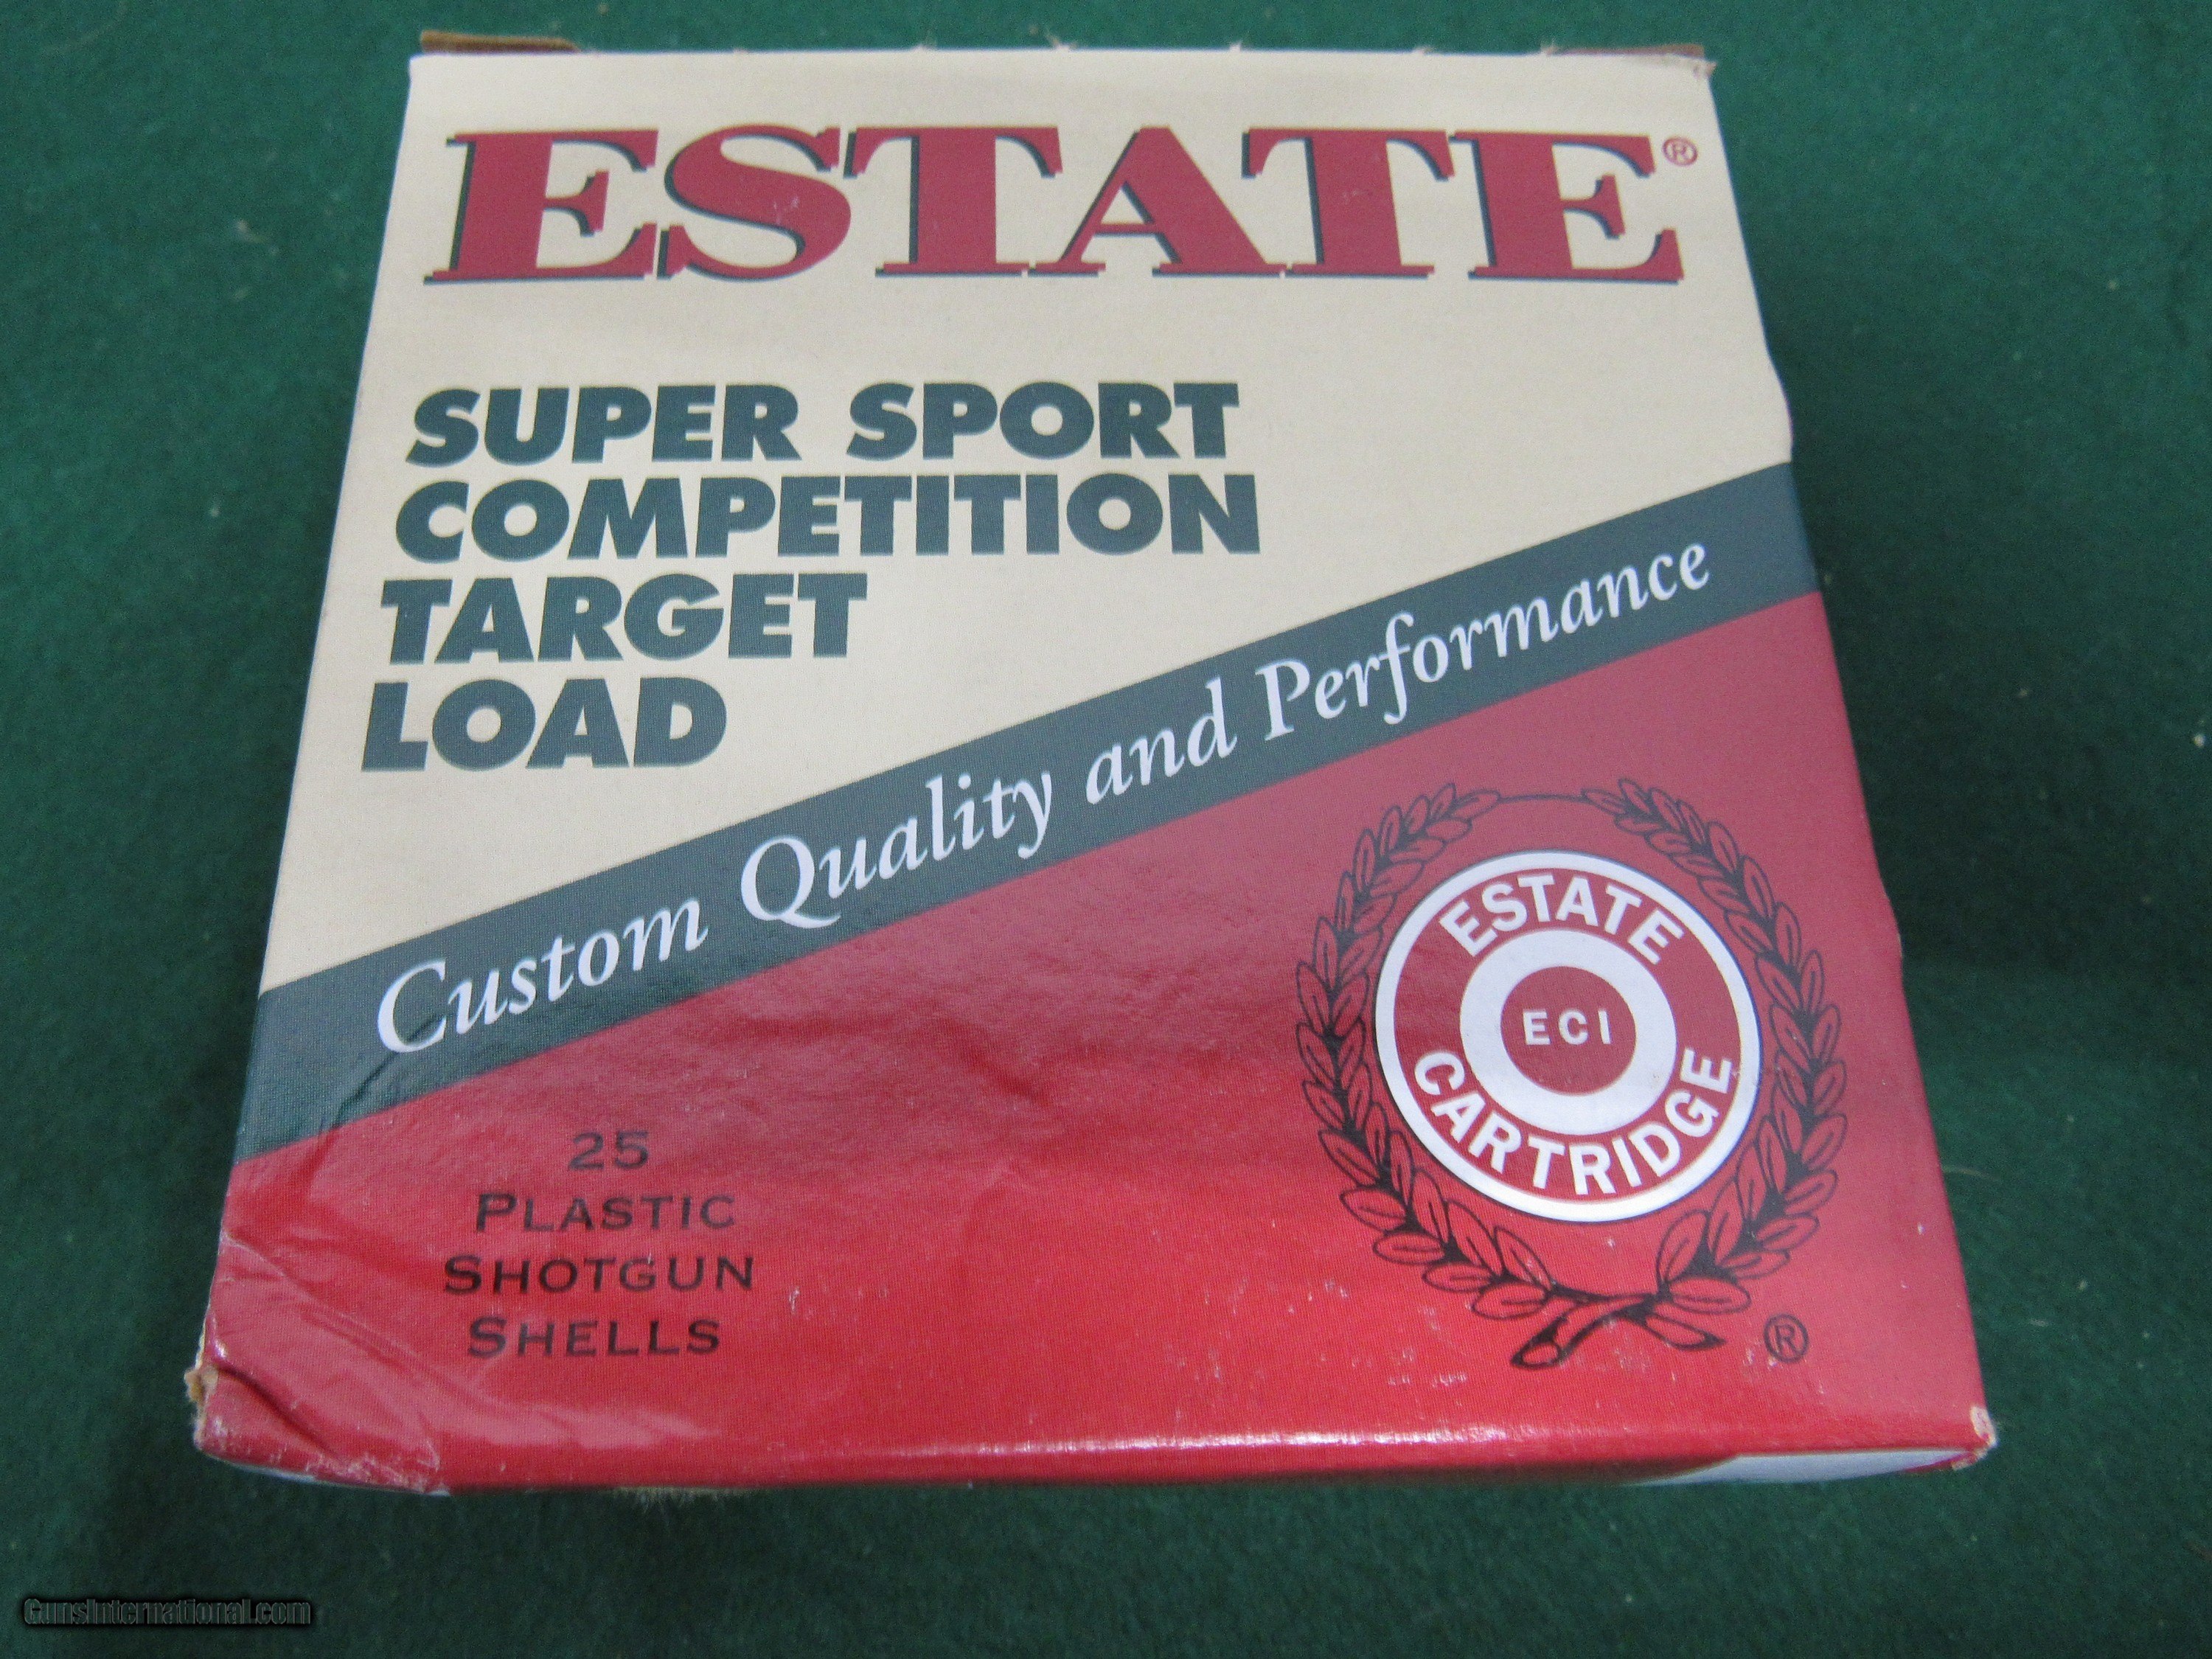 ESTATE®
SUPER SPORT
COMPETITION
TARGET
LOAD
Custom Quality and Performance
25
PLASTIC
SHOTGUN
SHELLS
ESTATE
ECI
CARTRIDGE
®
GunsInternational.com